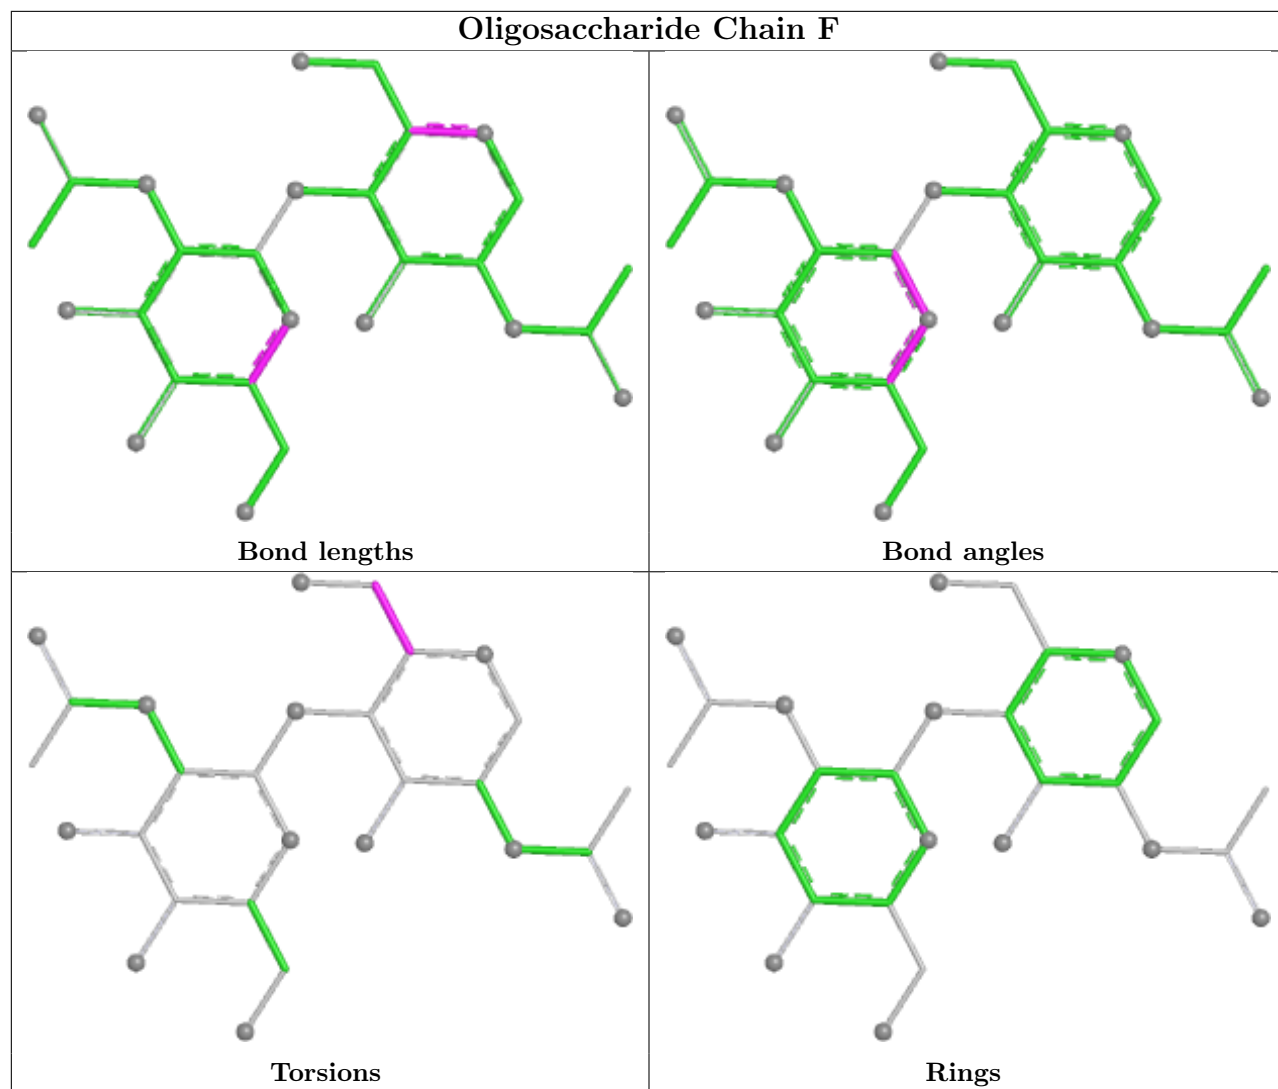 Oligosaccharide Chain F
Bond lengths
Bond angles
Torsions
Rings